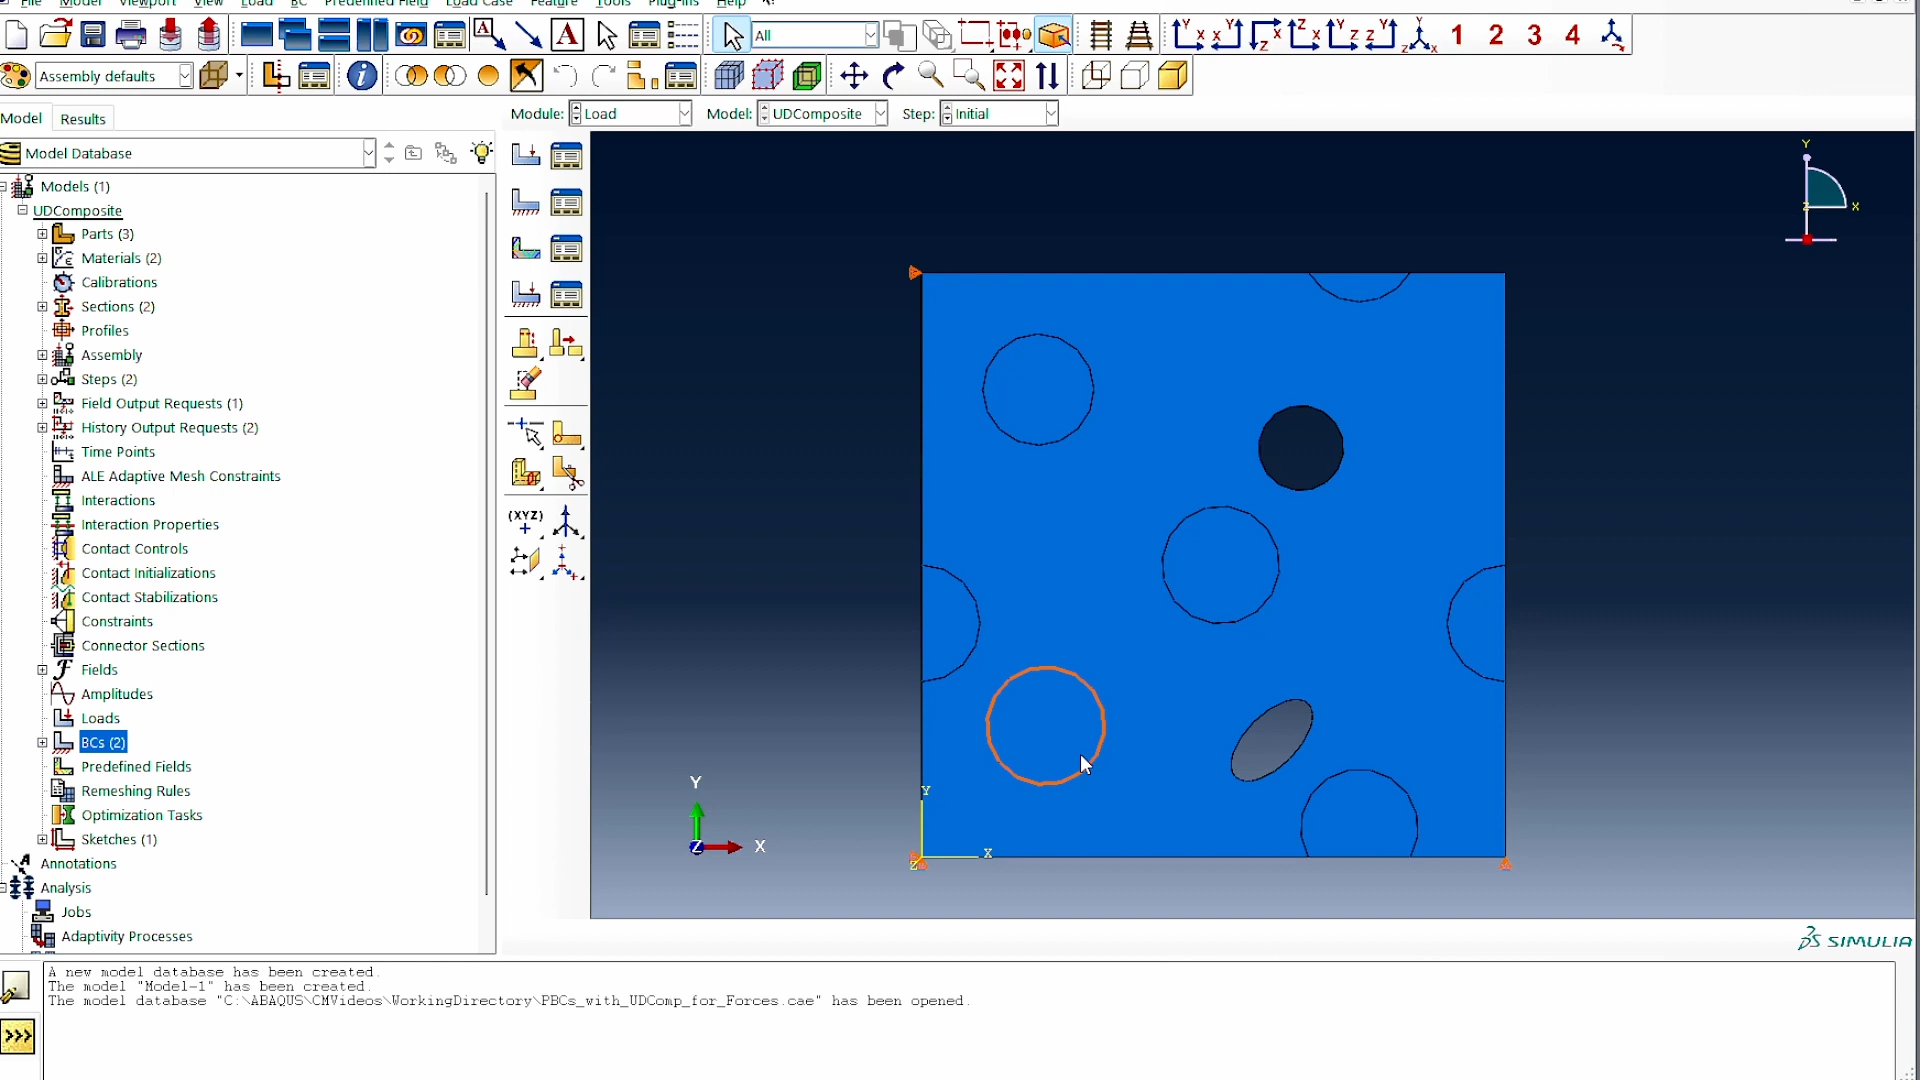 File Model Viewport View Load BC Predefined Field Load Case Feature Tools Plug-ins Help
All
1 2 3 4
Assembly defaults
Model Results
Module: Load Model: UDComposite Step: Initial
Model Database
Models (1)
UDComposite
Parts (3)
Materials (2)
Calibrations
Sections (2)
Profiles
Assembly
Steps (2)
Field Output Requests (1)
History Output Requests (2)
Time Points
ALE Adaptive Mesh Constraints
Interactions
Interaction Properties
Contact Controls
Contact Initializations
Contact Stabilizations
Constraints
Connector Sections
Fields
Amplitudes
Loads
BCs (2)
Predefined Fields
Remeshing Rules
Optimization Tasks
Sketches (1)
Annotations
Analysis
Jobs
Adaptivity Processes
(XYZ)
Y
X
Z
Y
X
Z
Y
X
Z
SIMULIA
A new model database has been created.
The model "Model-1" has been created.
The model database "C:\ABAQUS\CMVideos\WorkingDirectory\PBCs_with_UDComp_for_Forces.cae" has been opened.